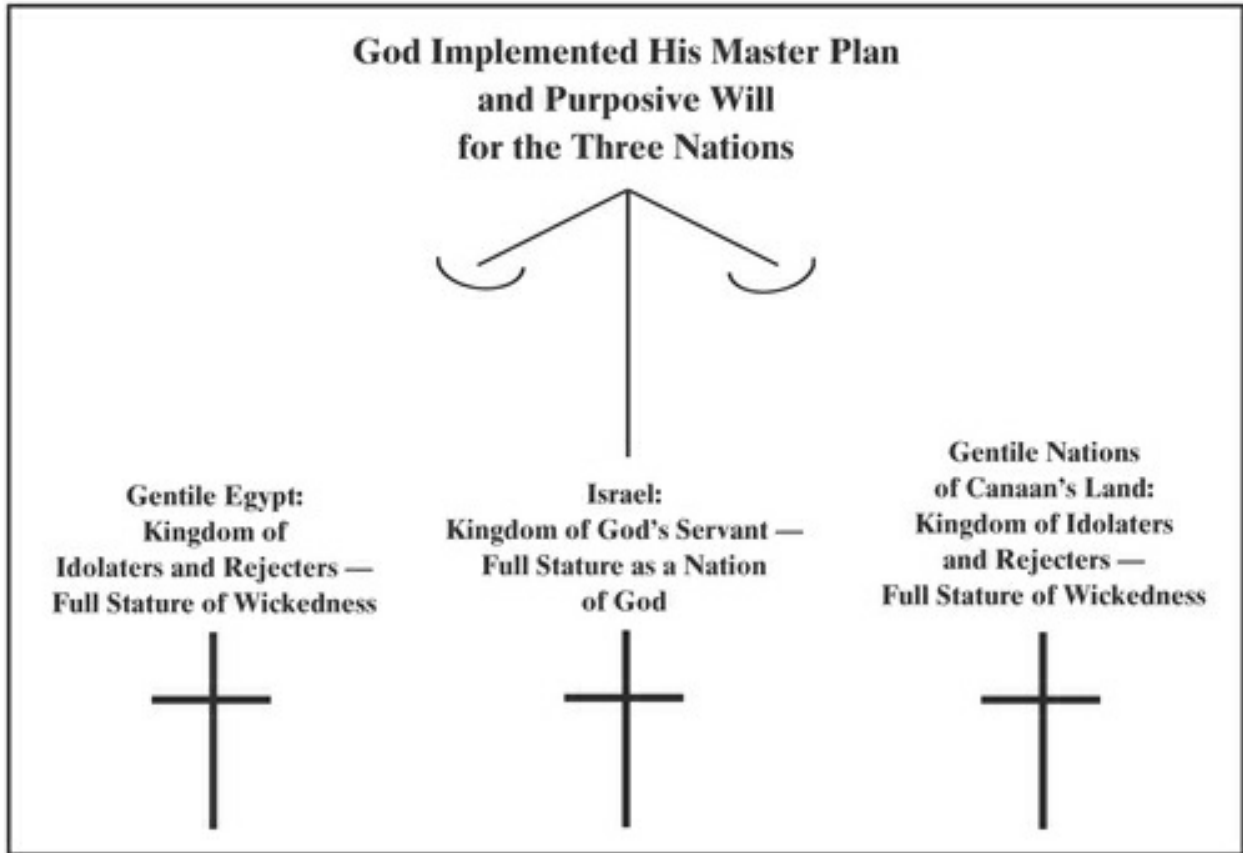 God Implemented His Master Plan
and Purposive Will
for the Three Nations
Gentile Egypt:
Kingdom of
Idolaters and Rejecters —
Full Stature of Wickedness
Israel:
Kingdom of God's Servant —
Full Stature as a Nation
of God
Gentile Nations
of Canaan's Land:
Kingdom of Idolaters
and Rejecters —
Full Stature of Wickedness